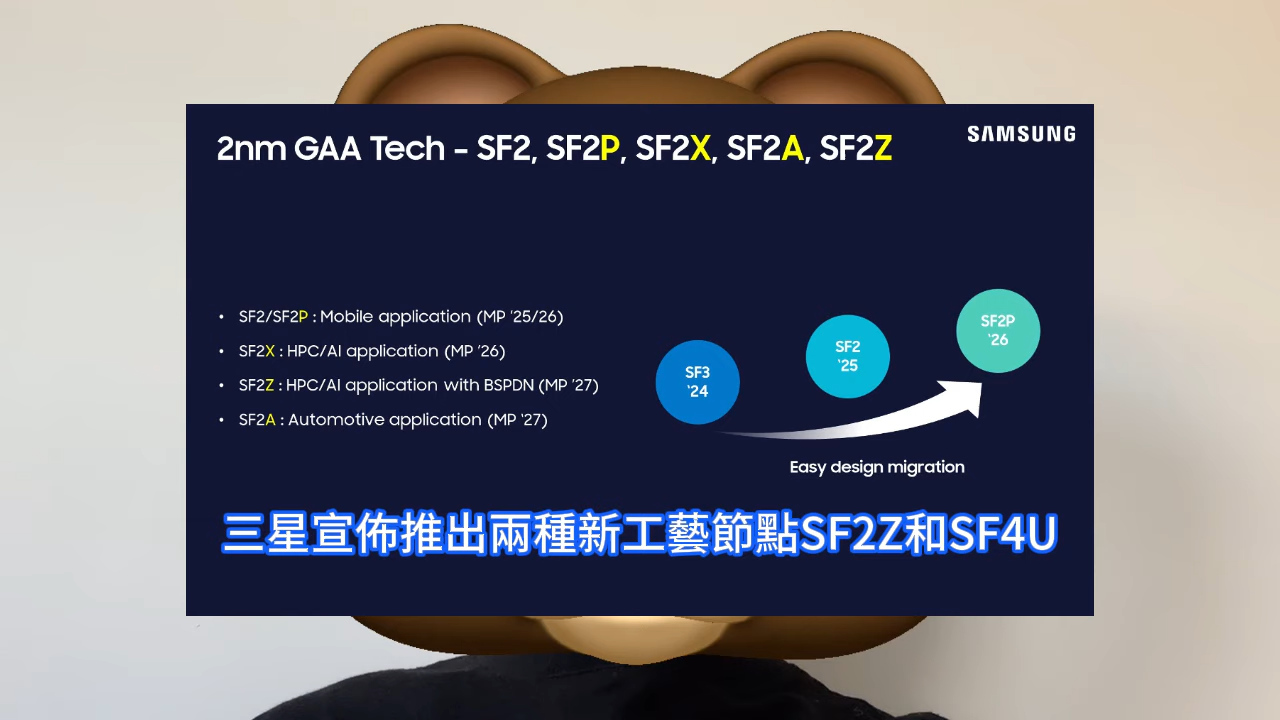 2nm GAA Tech – SF2, SF2P, SF2X, SF2A, SF2Z
SAMSUNG
• SF2/SF2P : Mobile application (MP '25/26)
• SF2X : HPC/AI application (MP '26)
• SF2Z : HPC/AI application with BSPDN (MP '27)
• SF2A : Automotive application (MP '27)
SF3
'24
SF2
'25
SF2P
'26
Easy design migration
三星宣佈推出兩種新工藝節點SF2Z和SF4U